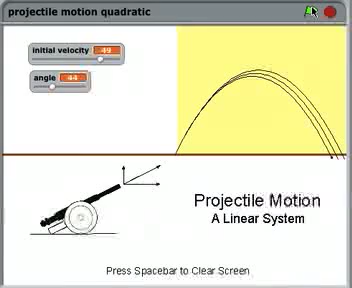 projectile motion quadratic
initial velocity 49
angle 44
Projectile Motion
A Linear System
Press Spacebar to Clear Screen